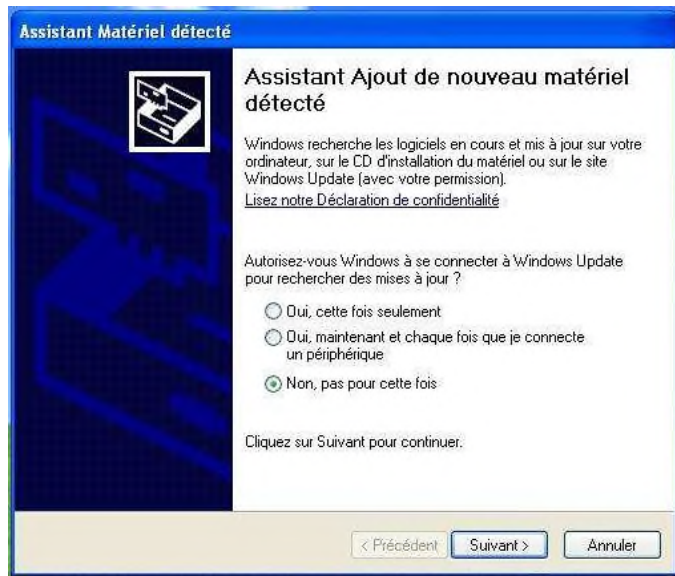 Assistant Matériel détecté
Assistant Ajout de nouveau matériel
détecté
Windows recherche les logiciels en cours et mis à jour sur votre
ordinateur, sur le CD d'installation du matériel ou sur le site
Windows Update (avec votre permission).
Lisez notre Déclaration de confidentialité
Autorisez-vous Windows à se connecter à Windows Update
pour rechercher des mises à jour ?
Oui, cette fois seulement
Oui, maintenant et chaque fois que je connecte
un périphérique
Non, pas pour cette fois
Cliquez sur Suivant pour continuer.
< Précédent Suivant > Annuler